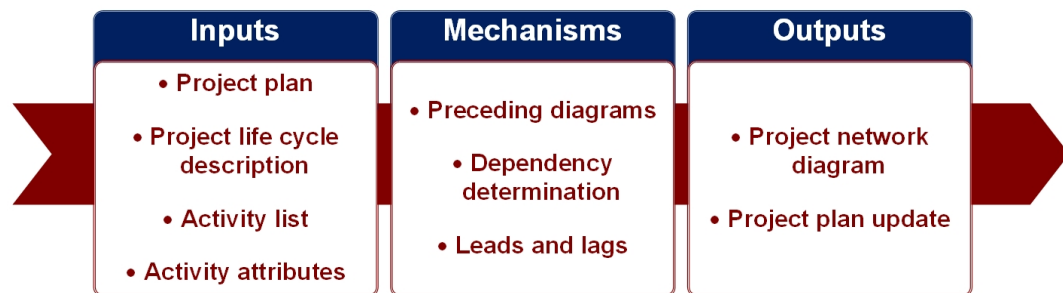 Inputs
• Project plan
• Project life cycle
description
• Activity list
• Activity attributes
Mechanisms
• Preceding diagrams
• Dependency
determination
• Leads and lags
Outputs
• Project network
diagram
• Project plan update